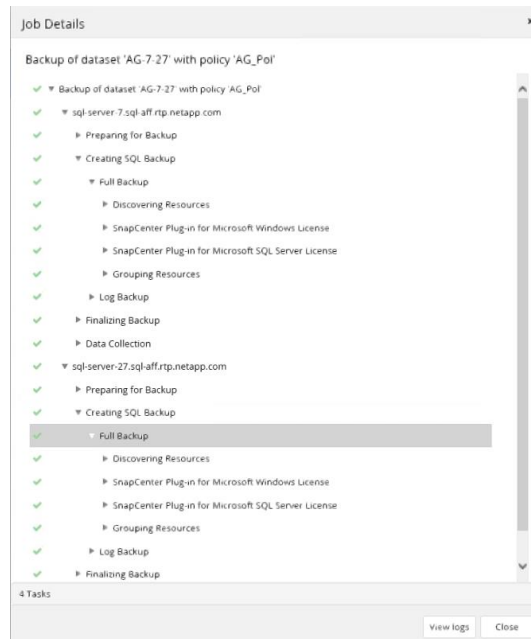 Job Details
Backup of dataset 'AG-7-27' with policy 'AG_Pol'
Backup of dataset 'AG-7-27' with policy 'AG_Pol'
sql-server-7.sql-aff.rtp.netapp.com
Preparing for Backup
Creating SQL Backup
Full Backup
Discovering Resources
SnapCenter Plug-in for Microsoft Windows License
SnapCenter Plug-in for Microsoft SQL Server License
Grouping Resources
Log Backup
Finalizing Backup
Data Collection
sql-server-27.sql-aff.rtp.netapp.com
Preparing for Backup
Creating SQL Backup
Full Backup
Discovering Resources
SnapCenter Plug-in for Microsoft Windows License
SnapCenter Plug-in for Microsoft SQL Server License
Grouping Resources
Log Backup
Finalizing Backup
4 Tasks
View logs
Close